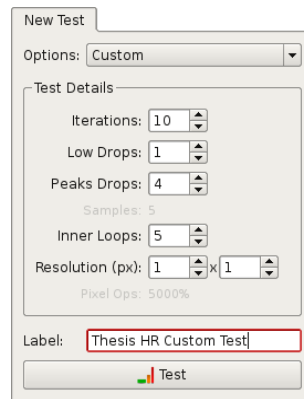 New Test
Options: Custom
Test Details
Iterations: 10
Low Drops: 1
Peaks Drops: 4
Samples: 5
Inner Loops: 5
Resolution (px): 1 x 1
Pixel Ops: 5000%
Label: Thesis HR Custom Test
Test